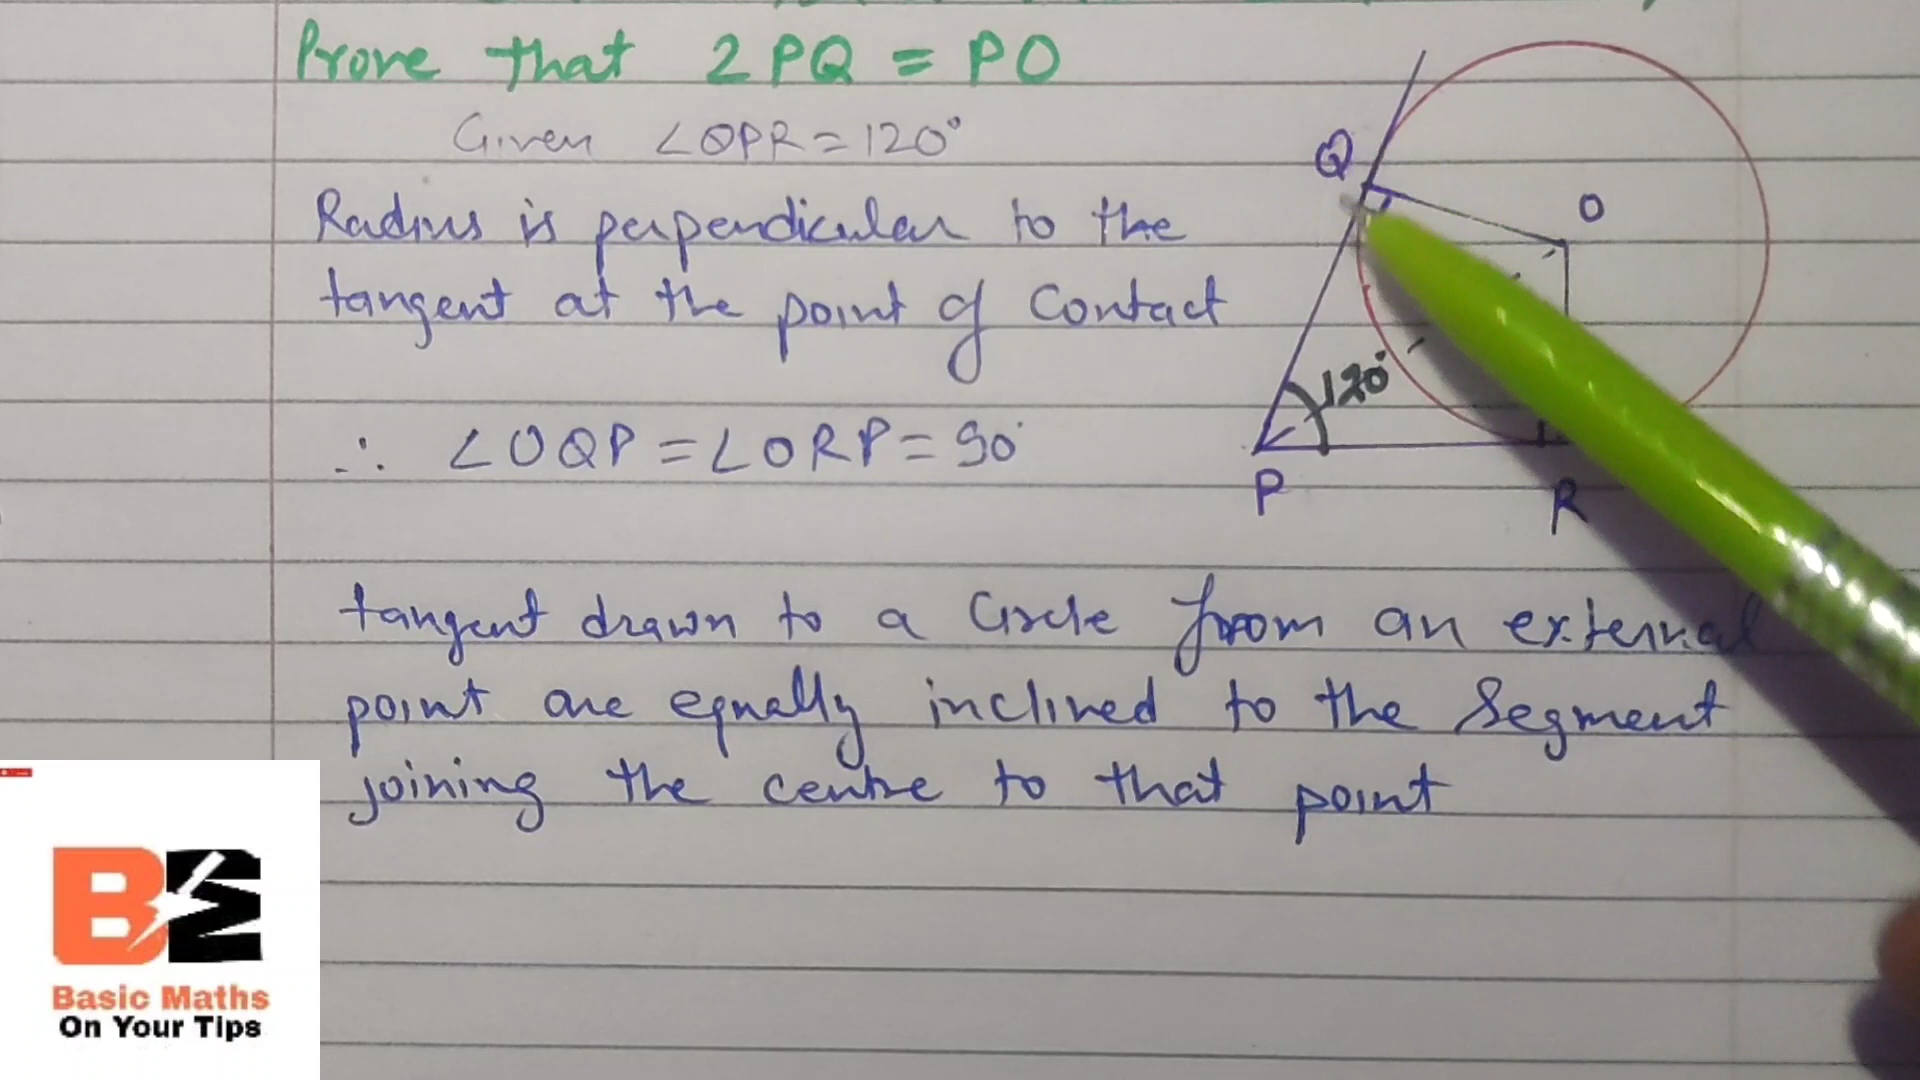 Prove that 2PQ = PO
Given ∠QPR = 120°
Radius is perpendicular to the
tangent at the point of Contact
∴ ∠OQP = ∠ORP = 90°
tangent drawn to a Circle from an external
point are equally inclined to the Segment
joining the centre to that point
Q
O
120°
P
R
Basic Maths
On Your Tips